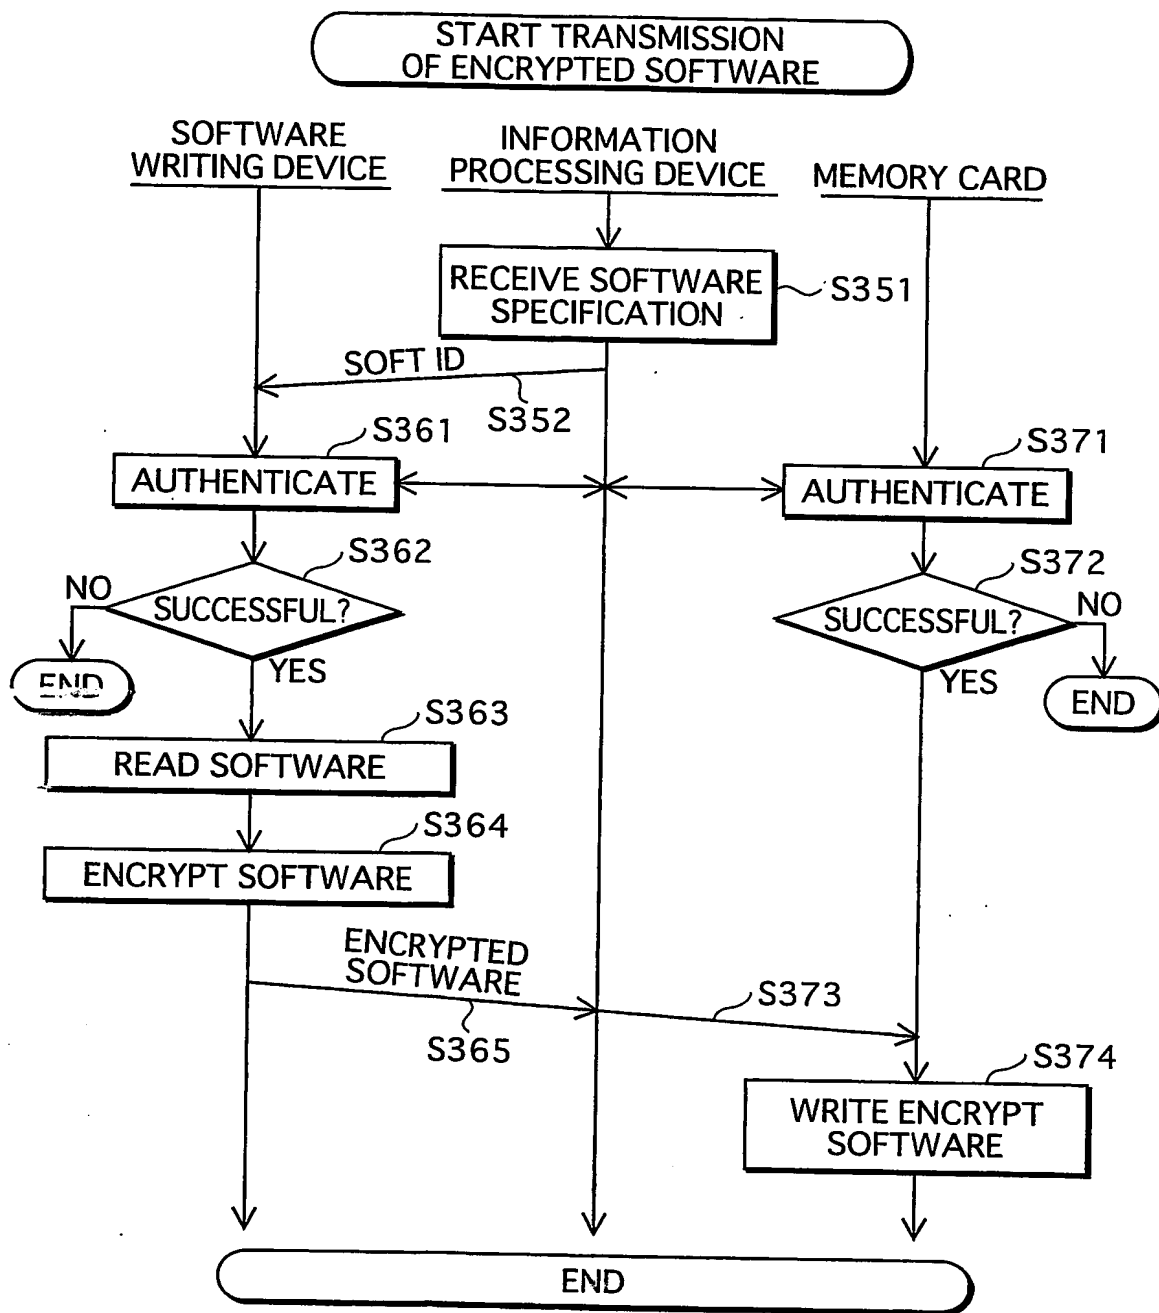 START TRANSMISSION
OF ENCRYPTED SOFTWARE
SOFTWARE
WRITING DEVICE
INFORMATION
PROCESSING DEVICE
MEMORY CARD
RECEIVE SOFTWARE
SPECIFICATION
S351
SOFT ID
S352
S361
AUTHENTICATE
S371
AUTHENTICATE
S362
NO
SUCCESSFUL?
YES
END
S372
SUCCESSFUL?
NO
YES
END
S363
READ SOFTWARE
S364
ENCRYPT SOFTWARE
ENCRYPTED
SOFTWARE
S365
S373
S374
WRITE ENCRYPT
SOFTWARE
END